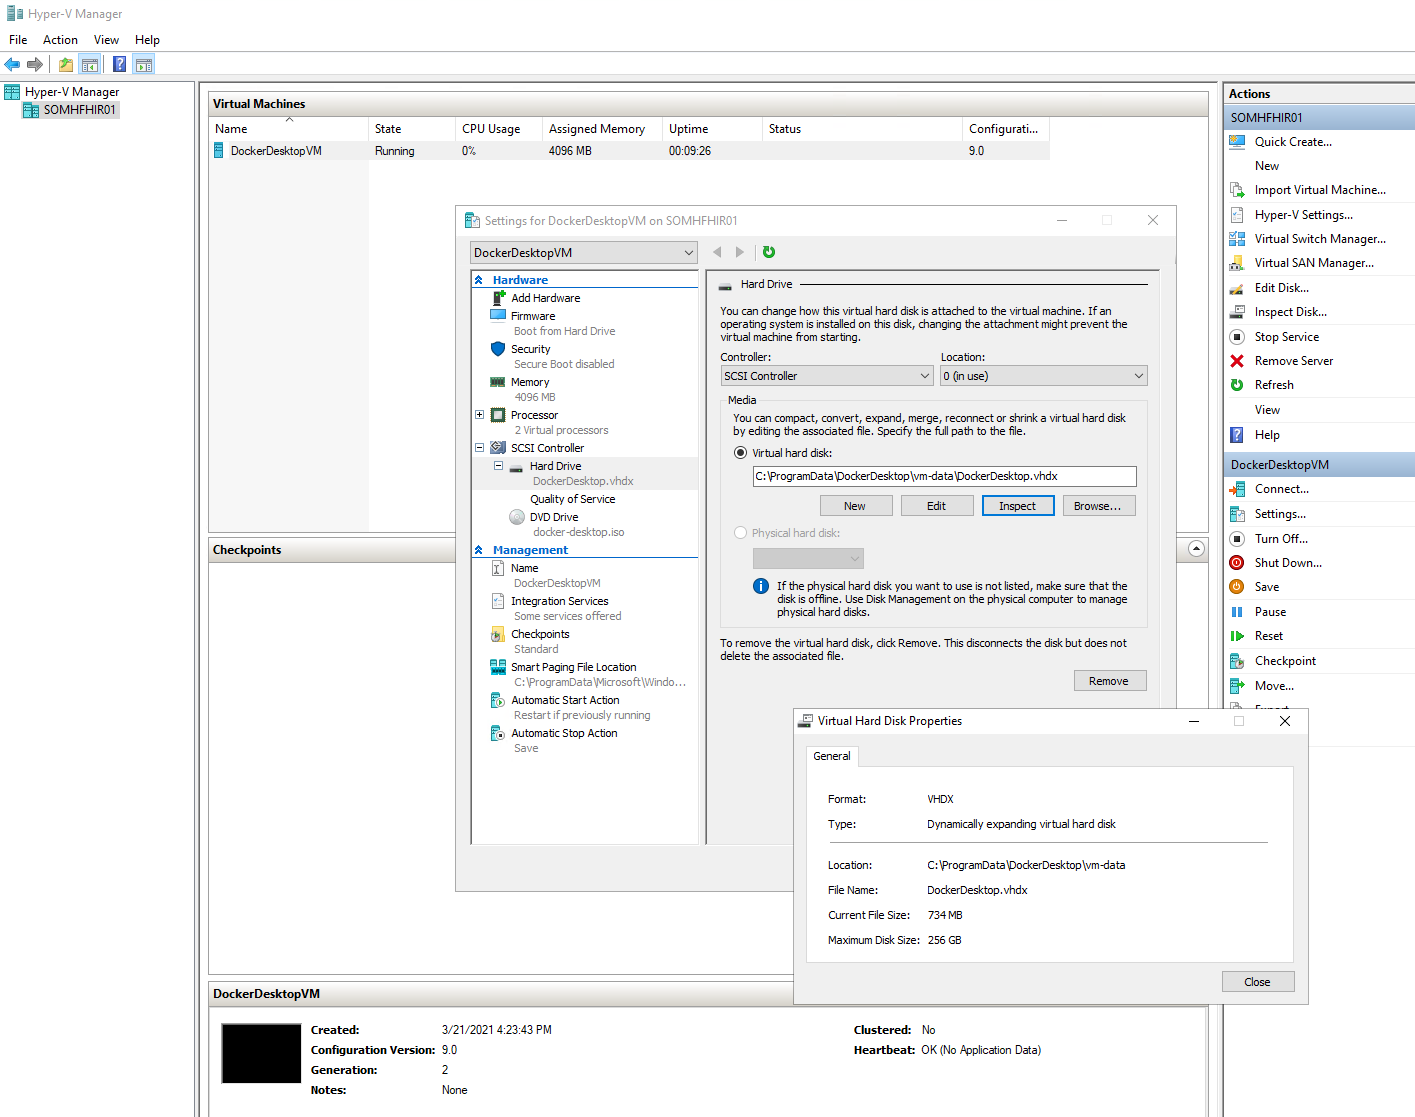 Hyper-V Manager
File Action View Help
Hyper-V Manager
SOMHFHIR01
Virtual Machines
Name State CPU Usage Assigned Memory Uptime Status Configurati...
DockerDesktopVM Running 0% 4096 MB 00:09:26 9.0
Settings for DockerDesktopVM on SOMHFHIR01
DockerDesktopVM
Hardware
Add Hardware
Firmware
Boot from Hard Drive
Security
Secure Boot disabled
Memory
4096 MB
Processor
2 Virtual processors
SCSI Controller
Hard Drive
DockerDesktop.vhdx
Quality of Service
DVD Drive
docker-desktop.iso
Management
Name
DockerDesktopVM
Integration Services
Some services offered
Checkpoints
Standard
Smart Paging File Location
C:\ProgramData\Microsoft\Windo...
Automatic Start Action
Restart if previously running
Automatic Stop Action
Save
Hard Drive
You can change how this virtual hard disk is attached to the virtual machine. If an
operating system is installed on this disk, changing the attachment might prevent the
virtual machine from starting.
Controller: Location:
SCSI Controller 0 (in use)
Media
You can compact, convert, expand, merge, reconnect or shrink a virtual hard disk
by editing the associated file. Specify the full path to the file.
Virtual hard disk:
C:\ProgramData\DockerDesktop\vm-data\DockerDesktop.vhdx
New Edit Inspect Browse...
Physical hard disk:
If the physical hard disk you want to use is not listed, make sure that the
disk is offline. Use Disk Management on the physical computer to manage
physical hard disks.
To remove the virtual hard disk, click Remove. This disconnects the disk but does not
delete the associated file.
Remove
Virtual Hard Disk Properties
General
Format: VHDX
Type: Dynamically expanding virtual hard disk
Location: C:\ProgramData\DockerDesktop\vm-data
File Name: DockerDesktop.vhdx
Current File Size: 734 MB
Maximum Disk Size: 256 GB
Close
Checkpoints
DockerDesktopVM
Created: 3/21/2021 4:23:43 PM
Configuration Version: 9.0
Generation: 2
Notes: None
Clustered: No
Heartbeat: OK (No Application Data)
Actions
SOMHFHIR01
Quick Create...
New
Import Virtual Machine...
Hyper-V Settings...
Virtual Switch Manager...
Virtual SAN Manager...
Edit Disk...
Inspect Disk...
Stop Service
Remove Server
Refresh
View
Help
DockerDesktopVM
Connect...
Settings...
Turn Off...
Shut Down...
Save
Pause
Reset
Checkpoint
Move...